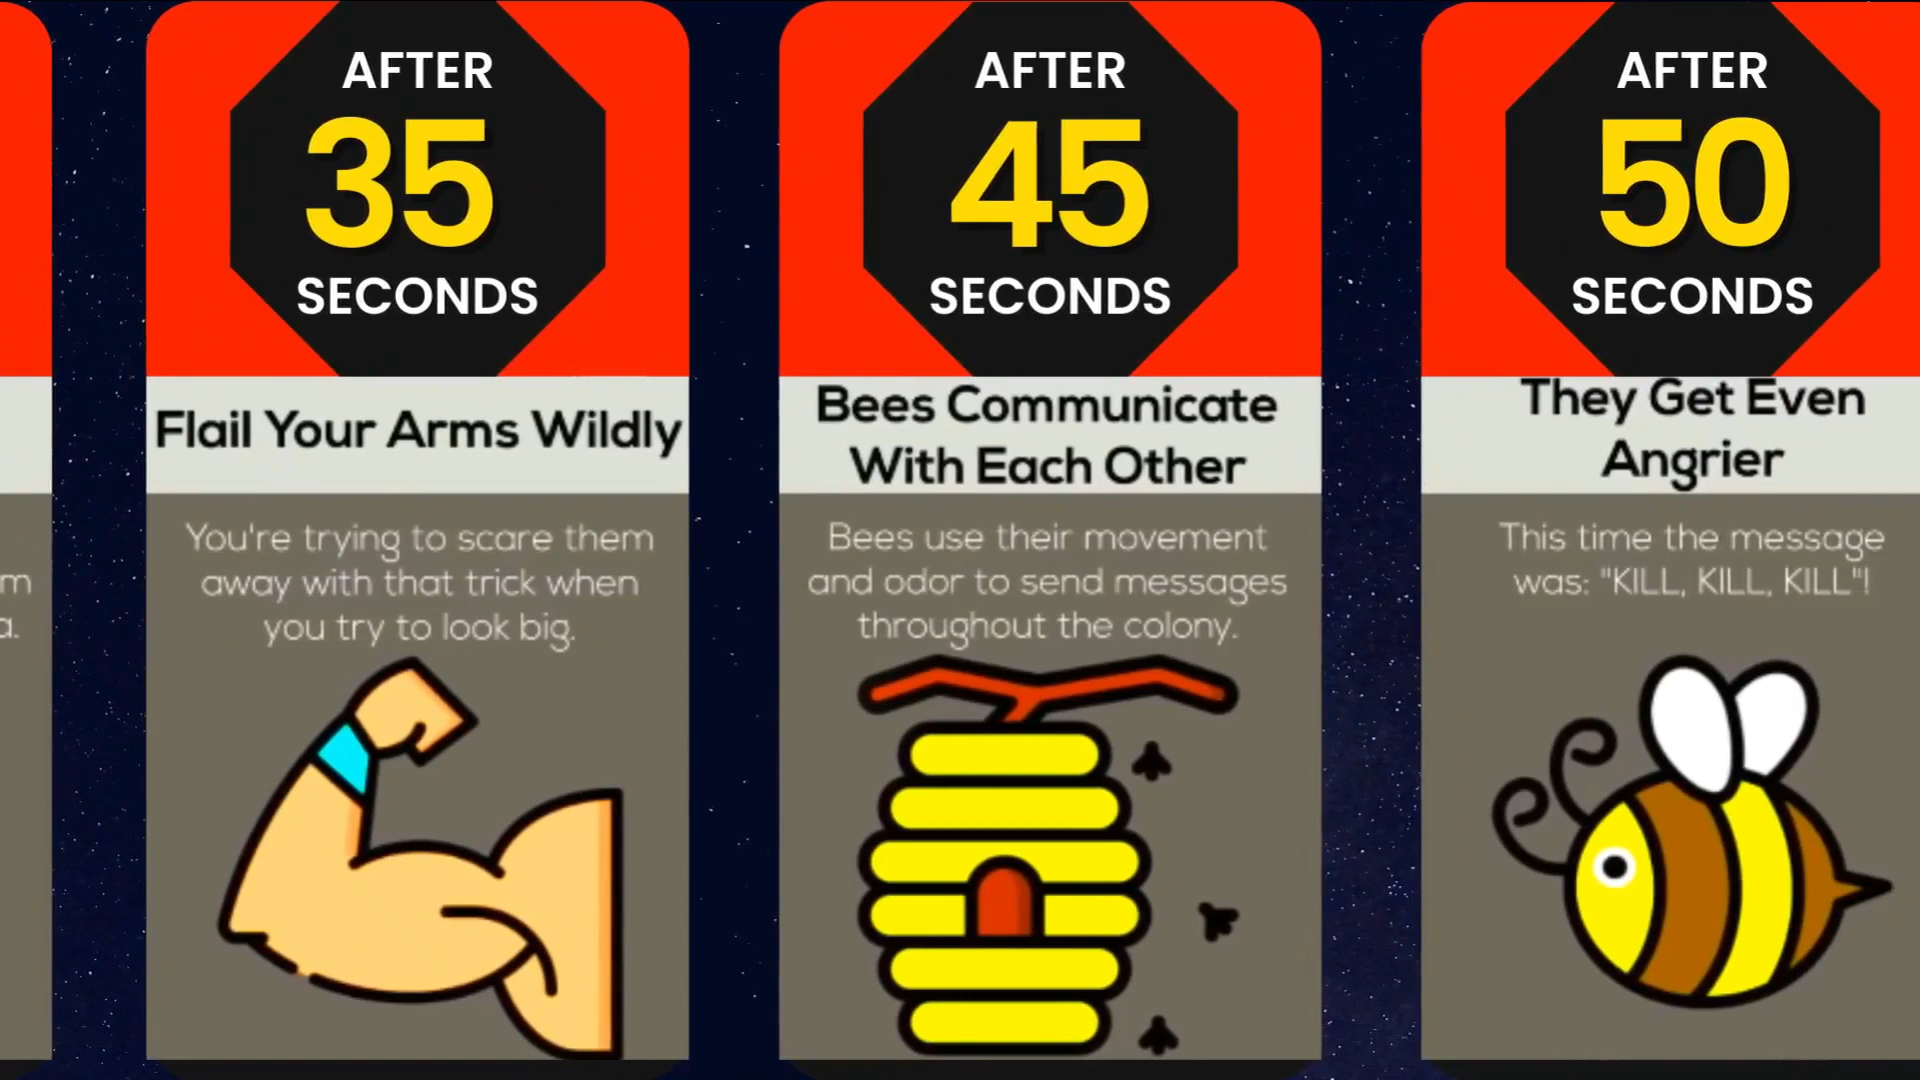 AFTER
35
SECONDS
Flail Your Arms Wildly
You're trying to scare them
away with that trick when
you try to look big.
AFTER
45
SECONDS
Bees Communicate
With Each Other
Bees use their movement
and odor to send messages
throughout the colony.
AFTER
50
SECONDS
They Get Even
Angrier
This time the message
was: "KILL, KILL, KILL"!